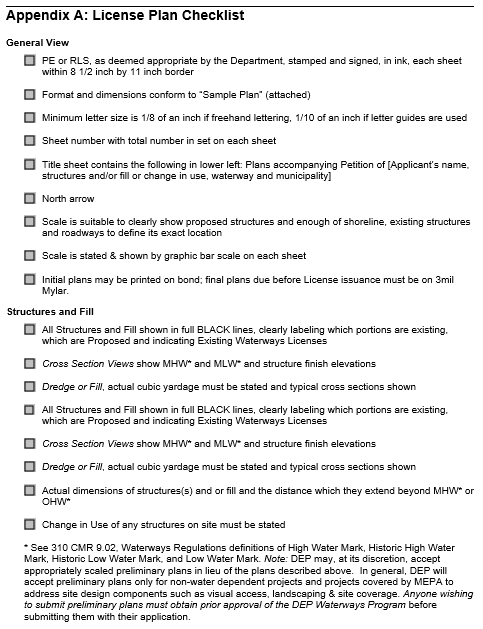 Appendix A: License Plan Checklist
General View
PE or RLS, as deemed appropriate by the Department, stamped and signed, in ink, each sheet
within 8 1/2 inch by 11 inch border
Format and dimensions conform to “Sample Plan” (attached)
Minimum letter size is 1/8 of an inch if freehand lettering, 1/10 of an inch if letter guides are used
Sheet number with total number in set on each sheet
Title sheet contains the following in lower left: Plans accompanying Petition of [Applicant’s name,
structures and/or fill or change in use, waterway and municipality]
North arrow
Scale is suitable to clearly show proposed structures and enough of shoreline, existing structures
and roadways to define its exact location
Scale is stated & shown by graphic bar scale on each sheet
Initial plans may be printed on bond; final plans due before License issuance must be on 3mil
Mylar.
Structures and Fill
All Structures and Fill shown in full BLACK lines, clearly labeling which portions are existing,
which are Proposed and indicating Existing Waterways Licenses
Cross Section Views show MHW* and MLW* and structure finish elevations
Dredge or Fill, actual cubic yardage must be stated and typical cross sections shown
All Structures and Fill shown in full BLACK lines, clearly labeling which portions are existing,
which are Proposed and indicating Existing Waterways Licenses
Cross Section Views show MHW* and MLW* and structure finish elevations
Dredge or Fill, actual cubic yardage must be stated and typical cross sections shown
Actual dimensions of structures(s) and or fill and the distance which they extend beyond MHW* or
OHW*
Change in Use of any structures on site must be stated
* See 310 CMR 9.02, Waterways Regulations definitions of High Water Mark, Historic High Water
Mark, Historic Low Water Mark, and Low Water Mark. Note: DEP may, at its discretion, accept
appropriately scaled preliminary plans in lieu of the plans described above. In general, DEP will
accept preliminary plans only for non-water dependent projects and projects covered by MEPA to
address site design components such as visual access, landscaping & site coverage. Anyone wishing
to submit preliminary plans must obtain prior approval of the DEP Waterways Program before
submitting them with their application.